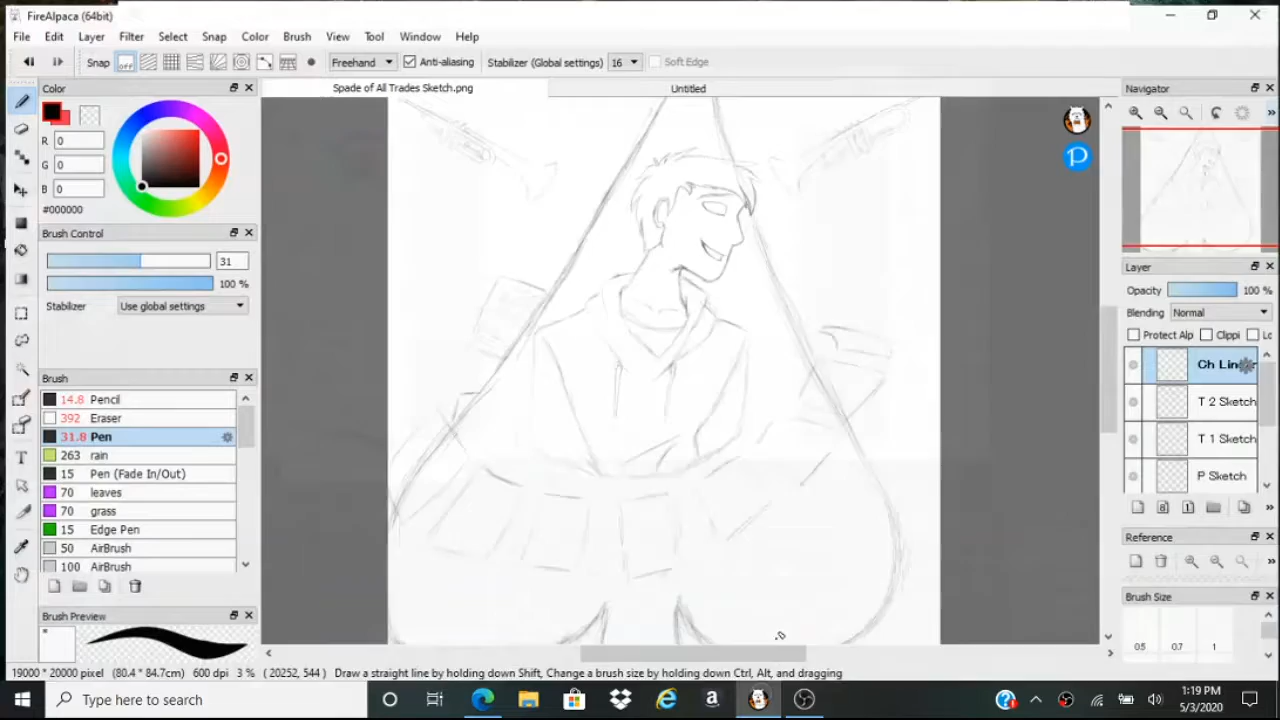 FireAlpaca (64bit)
File Edit Layer Filter Select Snap Color Brush View Tool Window Help
Snap OFF Freehand Anti-aliasing Stabilizer (Global settings) 16 Soft Edge
Color
Spade of All Trades Sketch.png
Untitled
Navigator
R 0
G 0
B 0
#000000
Brush Control
31
100 %
Stabilizer Use global settings
Brush
14.8 Pencil
392 Eraser
31.8 Pen
263 rain
15 Pen (Fade In/Out)
70 leaves
70 grass
15 Edge Pen
50 AirBrush
100 AirBrush
Brush Preview
Layer
Opacity 100 %
Blending Normal
Protect Alp Clippi Lo
Ch Line
T 2 Sketch
T 1 Sketch
P Sketch
Reference
Brush Size
0.5 0.7 1
19000 * 20000 pixel (80.4 * 84.7cm) 600 dpi 3 % ( 20252, 544 ) Draw a straight line by holding down Shift, Change a brush size by holding down Ctrl, Alt, and dragging
Type here to search
1:19 PM
5/3/2020